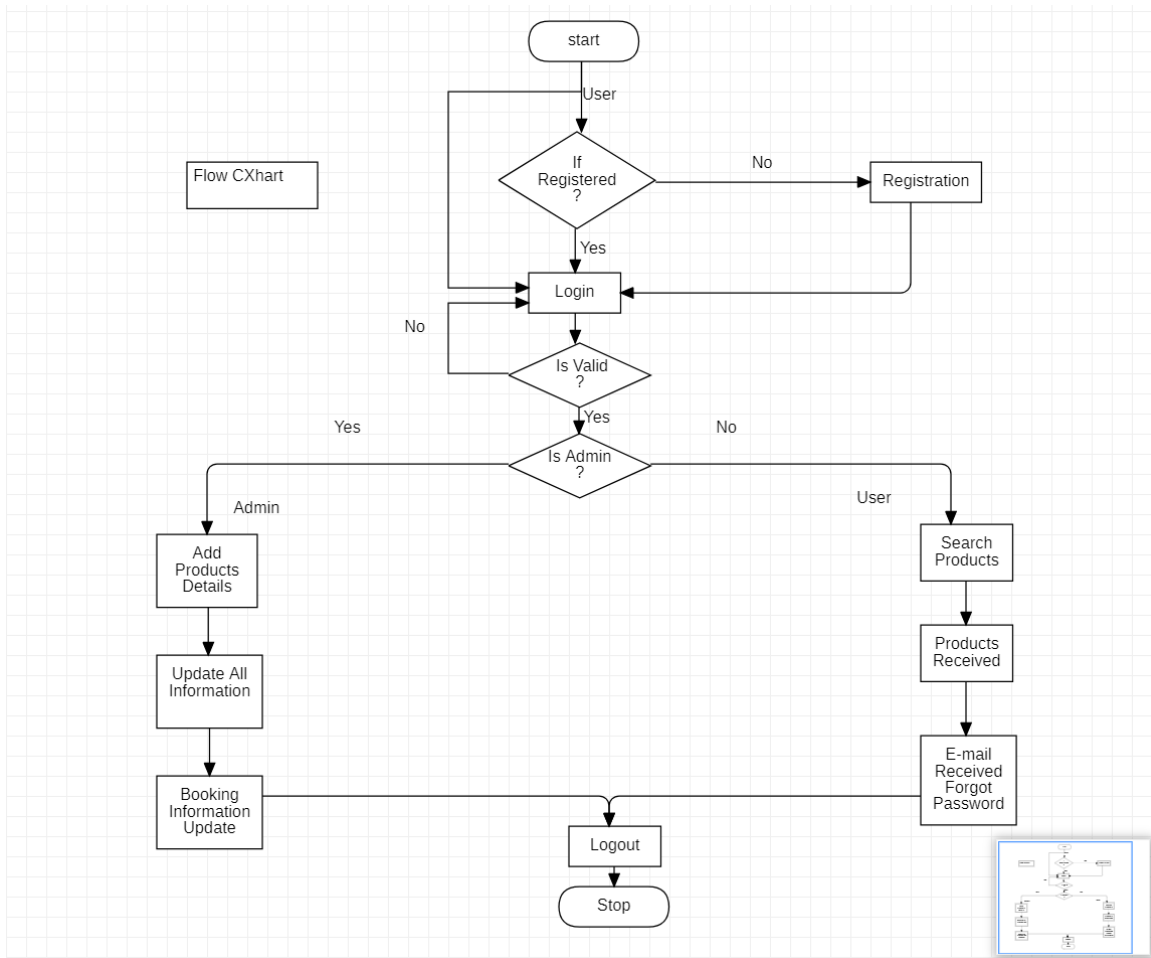 start
User
Flow CXhart
If
Registered
?
No
Registration
Yes
Login
No
Is Valid
?
Yes
Yes
No
Is Admin
?
Admin
User
Add
Products
Details
Search
Products
Update All
Information
Products
Received
Booking
Information
Update
E-mail
Received
Forgot
Password
Logout
Stop